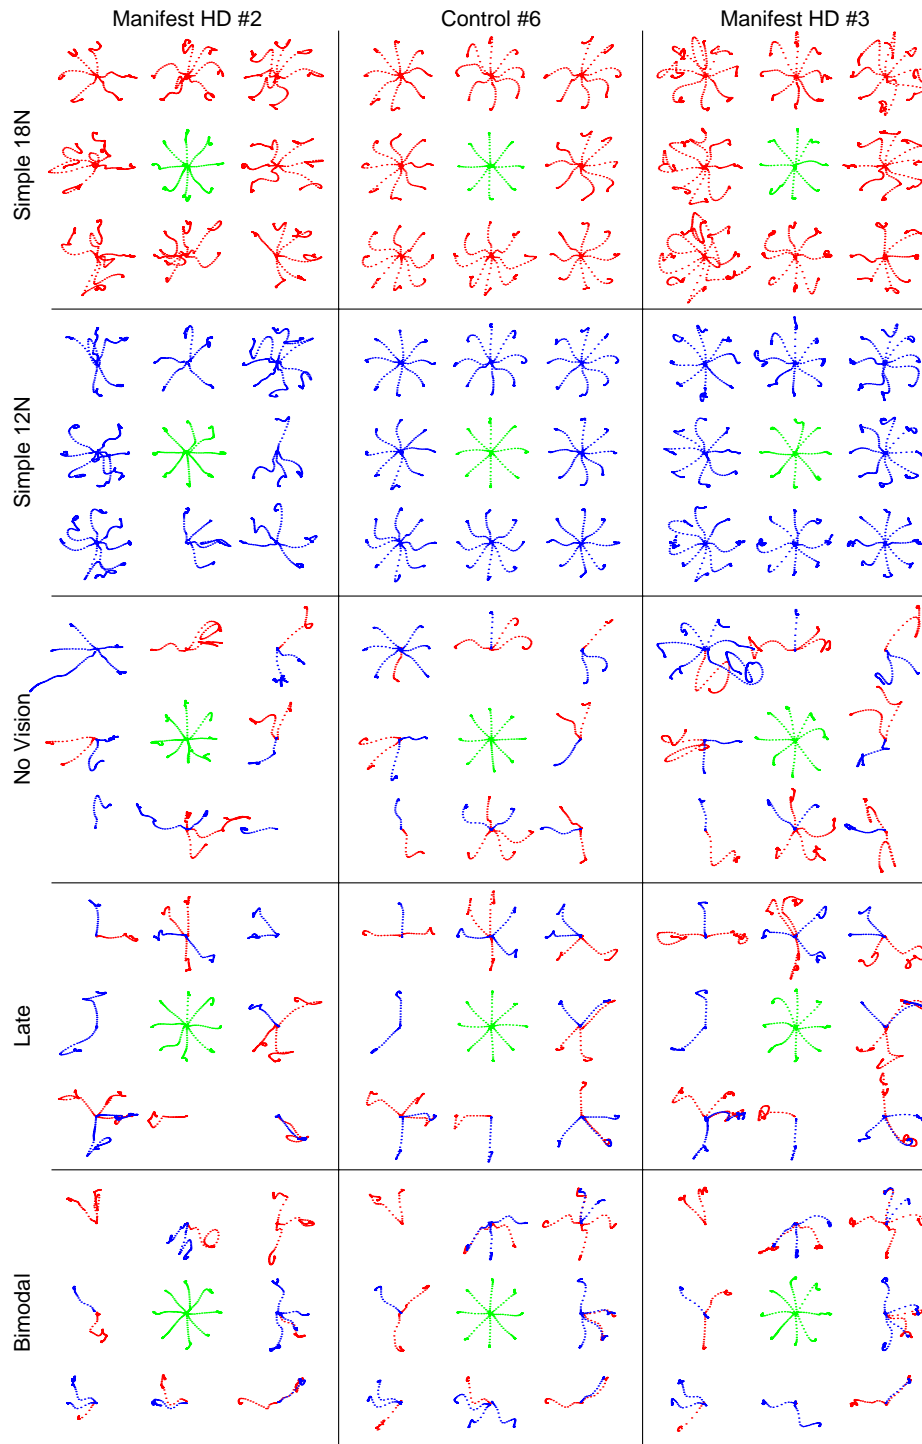 Manifest HD #2
Control #6
Manifest HD #3
Simple 18N
Simple 12N
No Vision
Late
Bimodal